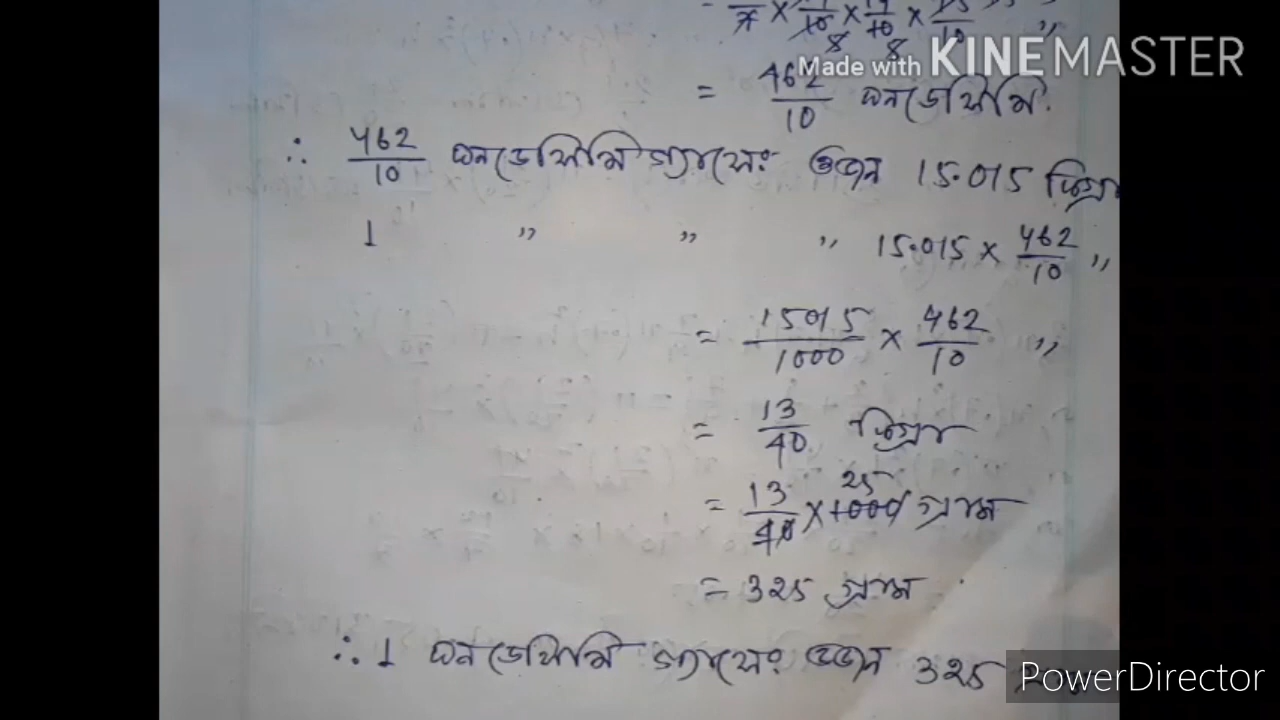 = × × ×
Made with KINEMASTER
= 462/10 ঘনডেসিমি.
∴ 462/10 ঘনডেসিমি গ্যাসের ওজন 15.015 কিগ্রা
1 " " " 15.015 × 462/10 "
= 15015/1000 × 462/10 "
= 13/40 কিগ্রা
= 13/40 × 1000 25 গ্রাম
= 325 গ্রাম
∴ 1 ঘনডেসিমি গ্যাসের ওজন 325
PowerDirector